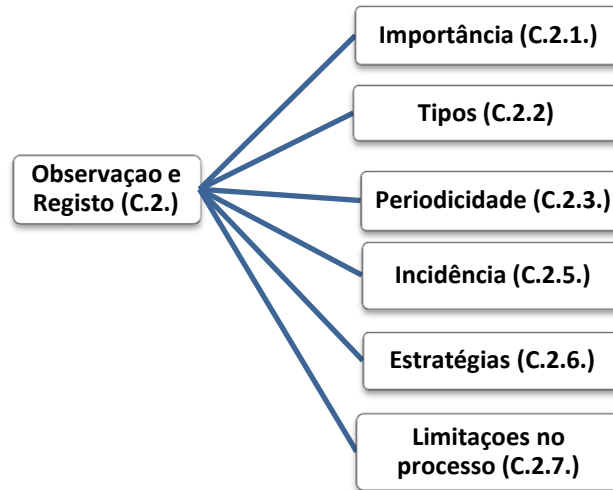 Importância (C.2.1.)
Tipos (C.2.2)
Observaçao e
Registo (C.2.)
Periodicidade (C.2.3.)
Incidência (C.2.5.)
Estratégias (C.2.6.)
Limitaçoes no
processo (C.2.7.)